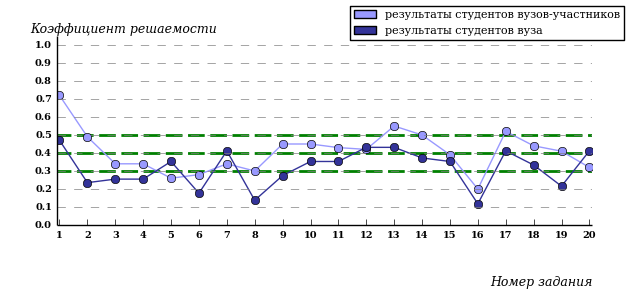 Коэффициент решаемости
результаты студентов вузов-участников
результаты студентов вуза
1.0
0.9
0.8
0.7
0.6
0.5
0.4
0.3
0.2
0.1
0.0
1 2 3 4 5 6 7 8 9 10 11 12 13 14 15 16 17 18 19 20
Номер задания